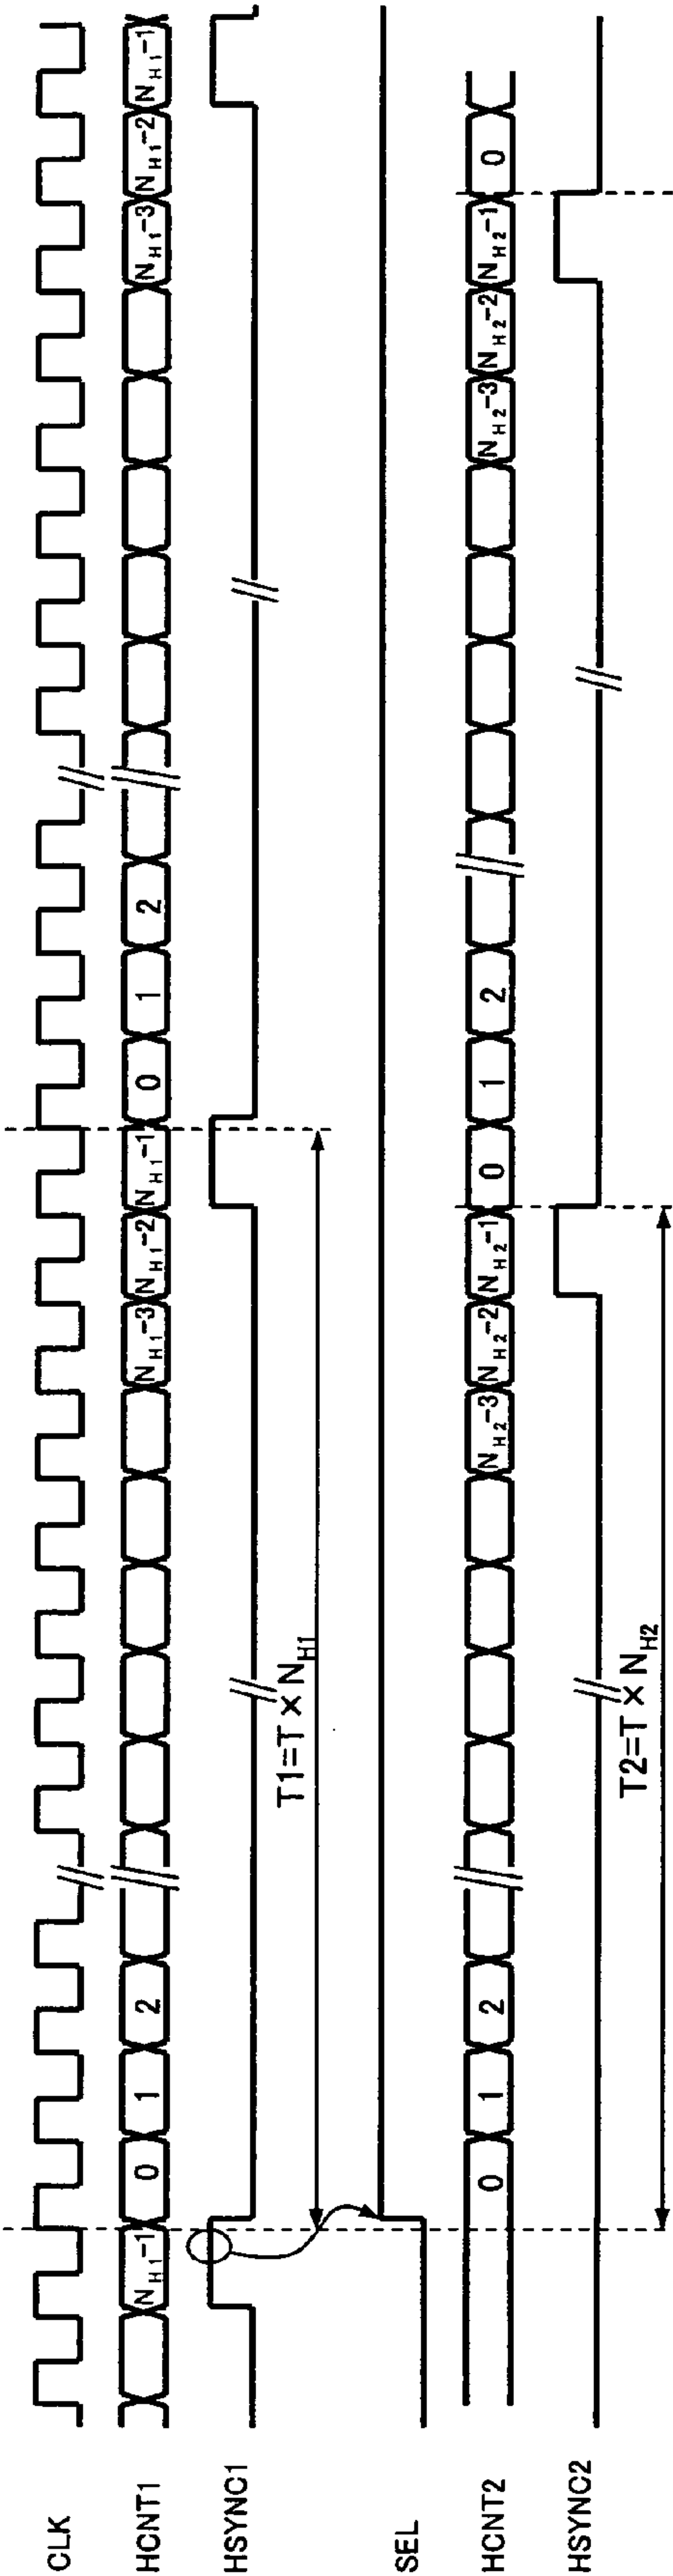 CLK
HCNT1 N_H1−1 0 1 2 N_H1−3 N_H1−2 N_H1−1 0 1 2 N_H1−3 N_H1−2 N_H1−1
HSYNC1
T1=T×N_H1
SEL
HCNT2 0 1 2 N_H2−3 N_H2−2 N_H2−1 0 1 2 N_H2−3 N_H2−2 N_H2−1 0
HSYNC2
T2=T×N_H2